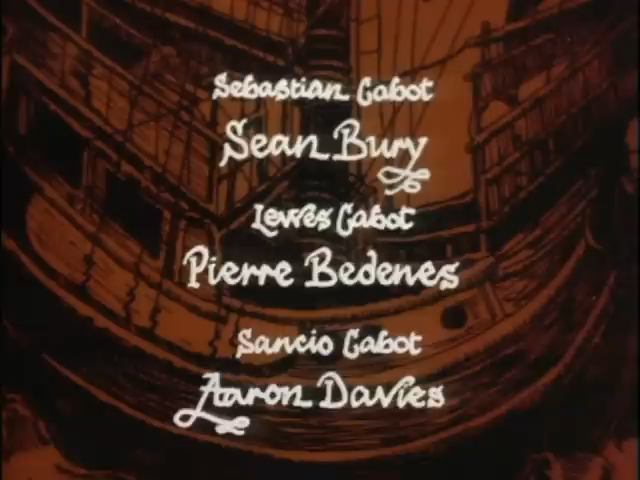 Sebastian Cabot
Sean Bury
Lewes Cabot
Pierre Bedenes
Sancio Cabot
Aaron Davies